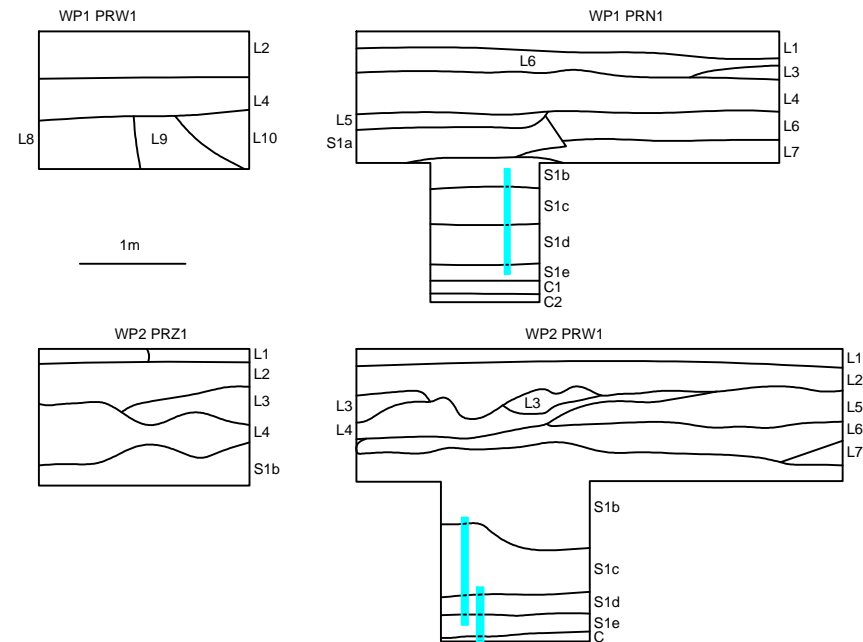 WP1 PRW1
L2
L4
L8
L9
L10
WP1 PRN1
L1
L6
L3
L4
L5
L6
S1a
L7
S1b
S1c
S1d
S1e
C1
C2
1m
WP2 PRZ1
L1
L2
L3
L4
S1b
WP2 PRW1
L1
L2
L3
L3
L5
L4
L6
L7
S1b
S1c
S1d
S1e
C